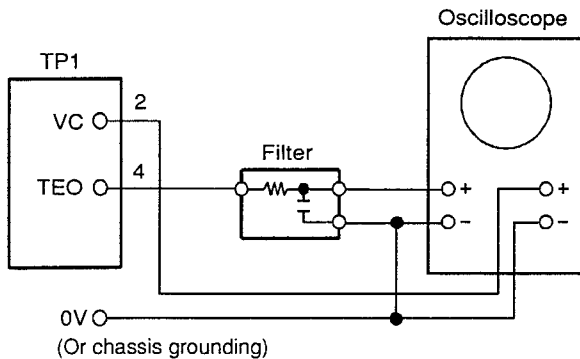 Oscilloscope
TP1
VC
2
Filter
TEO
4
+
+
−
−
0V
(Or chassis grounding)